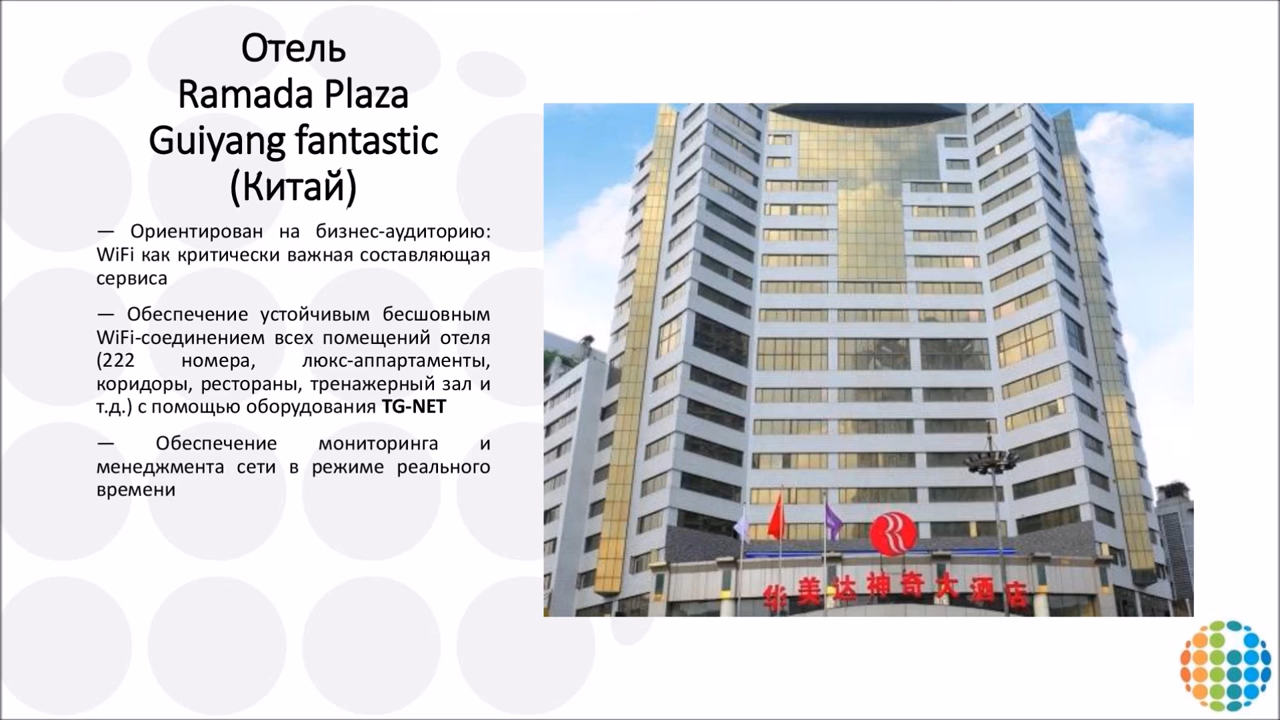 Отель
Ramada Plaza
Guiyang fantastic
(Китай)
— Ориентирован на бизнес-аудиторию:
WiFi как критически важная составляющая
сервиса
— Обеспечение устойчивым бесшовным
WiFi-соединением всех помещений отеля
(222 номера, люкс-аппартаменты,
коридоры, рестораны, тренажерный зал и
т.д.) с помощью оборудования TG-NET
— Обеспечение мониторинга и
менеджмента сети в режиме реального
времени
华美达神奇大酒店